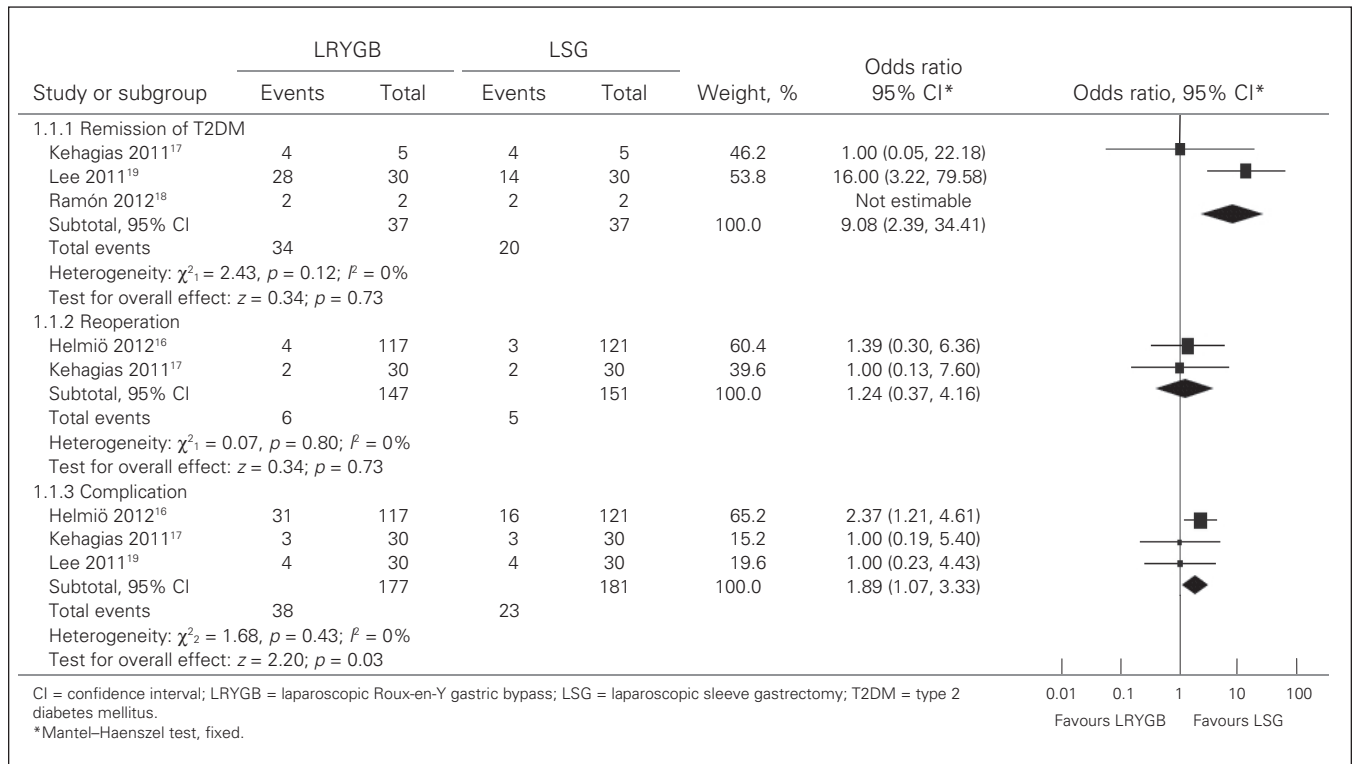 LRYGB LSG
Study or subgroup Events Total Events Total Weight, % Odds ratio 95% CI* Odds ratio, 95% CI*
1.1.1 Remission of T2DM
Kehagias 2011¹⁷ 4 5 4 5 46.2 1.00 (0.05, 22.18)
Lee 2011¹⁹ 28 30 14 30 53.8 16.00 (3.22, 79.58)
Ramón 2012¹⁸ 2 2 2 2 Not estimable
Subtotal, 95% CI 37 37 100.0 9.08 (2.39, 34.41)
Total events 34 20
Heterogeneity: χ²₁ = 2.43, p = 0.12; I² = 0%
Test for overall effect: z = 0.34; p = 0.73
1.1.2 Reoperation
Helmiö 2012¹⁶ 4 117 3 121 60.4 1.39 (0.30, 6.36)
Kehagias 2011¹⁷ 2 30 2 30 39.6 1.00 (0.13, 7.60)
Subtotal, 95% CI 147 151 100.0 1.24 (0.37, 4.16)
Total events 6 5
Heterogeneity: χ²₁ = 0.07, p = 0.80; I² = 0%
Test for overall effect: z = 0.34; p = 0.73
1.1.3 Complication
Helmiö 2012¹⁶ 31 117 16 121 65.2 2.37 (1.21, 4.61)
Kehagias 2011¹⁷ 3 30 3 30 15.2 1.00 (0.19, 5.40)
Lee 2011¹⁹ 4 30 4 30 19.6 1.00 (0.23, 4.43)
Subtotal, 95% CI 177 181 100.0 1.89 (1.07, 3.33)
Total events 38 23
Heterogeneity: χ²₂ = 1.68, p = 0.43; I² = 0%
Test for overall effect: z = 2.20; p = 0.03
0.01 0.1 1 10 100
Favours LRYGB Favours LSG
CI = confidence interval; LRYGB = laparoscopic Roux-en-Y gastric bypass; LSG = laparoscopic sleeve gastrectomy; T2DM = type 2
diabetes mellitus.
*Mantel–Haenszel test, fixed.